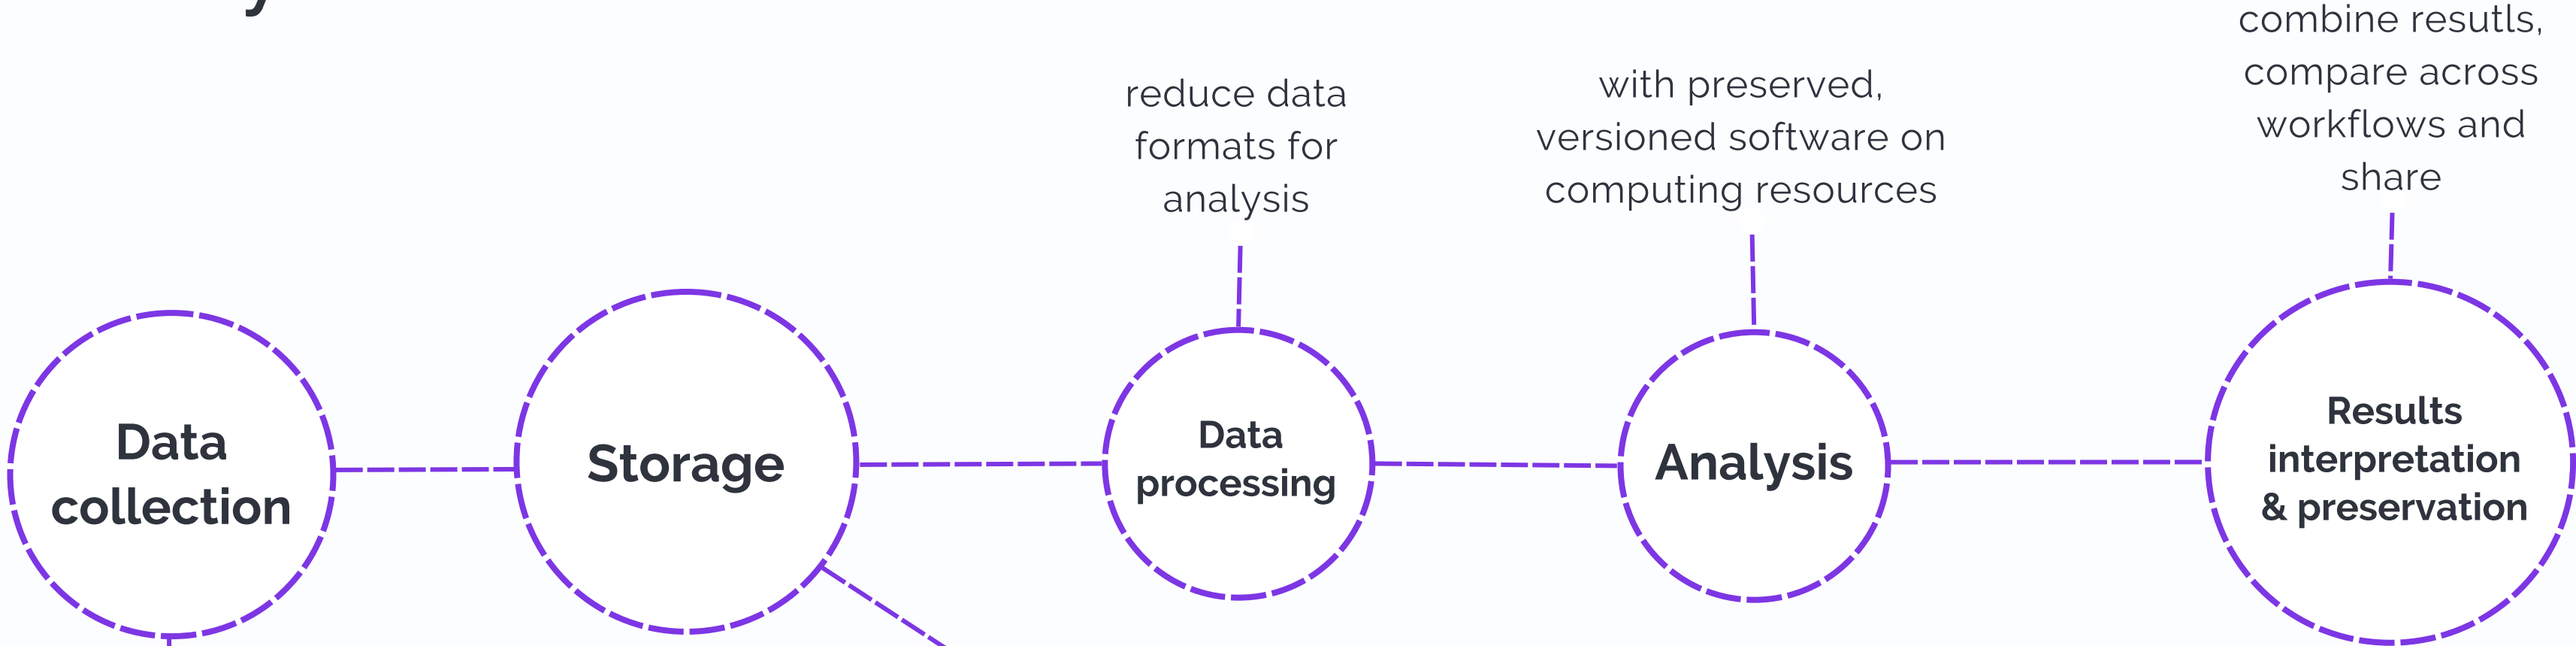 reduce data
formats for
analysis
with preserved,
versioned software on
computing resources
combine resutls,
compare across
workflows and
share
Data
collection
Storage
Data
processing
Analysis
Results
interpretation
& preservation